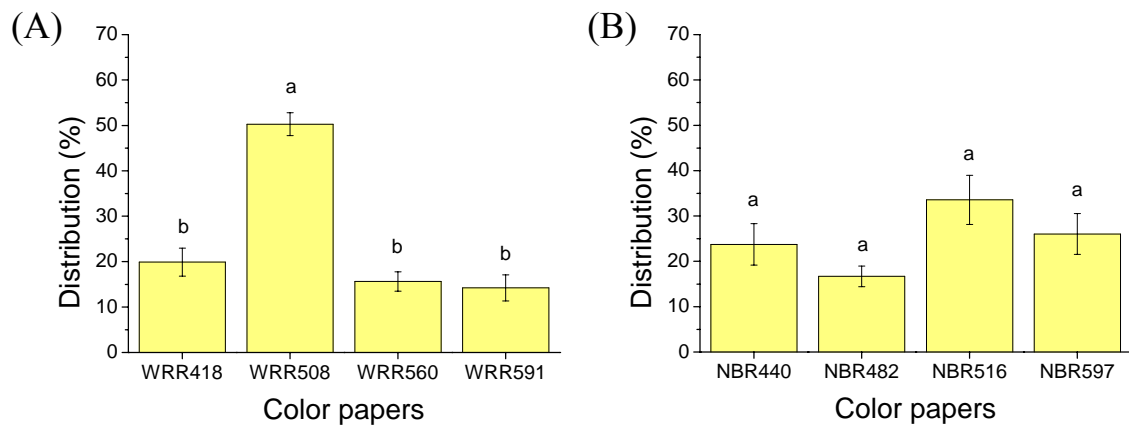 (A)
70
60
50
40
30
20
10
0
Distribution (%)
b
a
b
b
WRR418 WRR508 WRR560 WRR591
Color papers
(B)
70
60
50
40
30
20
10
0
Distribution (%)
a
a
a
a
NBR440 NBR482 NBR516 NBR597
Color papers